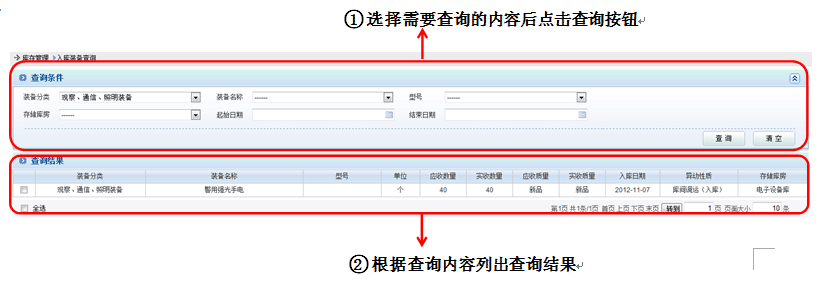 ①选择需要查询的内容后点击查询按钮
库存管理 入库装备查询
查询条件
装备分类 观察、通信、照明装备 装备名称 ------ 型号 ------
存储库房 ------ 起始日期 结束日期
查 询 清 空
查询结果
装备分类 装备名称 型号 单位 应收数量 实收数量 应收质量 实收质量 入库日期 异动性质 存储库房
观察、通信、照明装备 警用强光手电 个 40 40 新品 新品 2012-11-07 库间调运（入库） 电子设备库
全选 第1页 共1条/1页 首页 上页 下页 末页 转到 1 页 页面大小 10 条
②根据查询内容列出查询结果